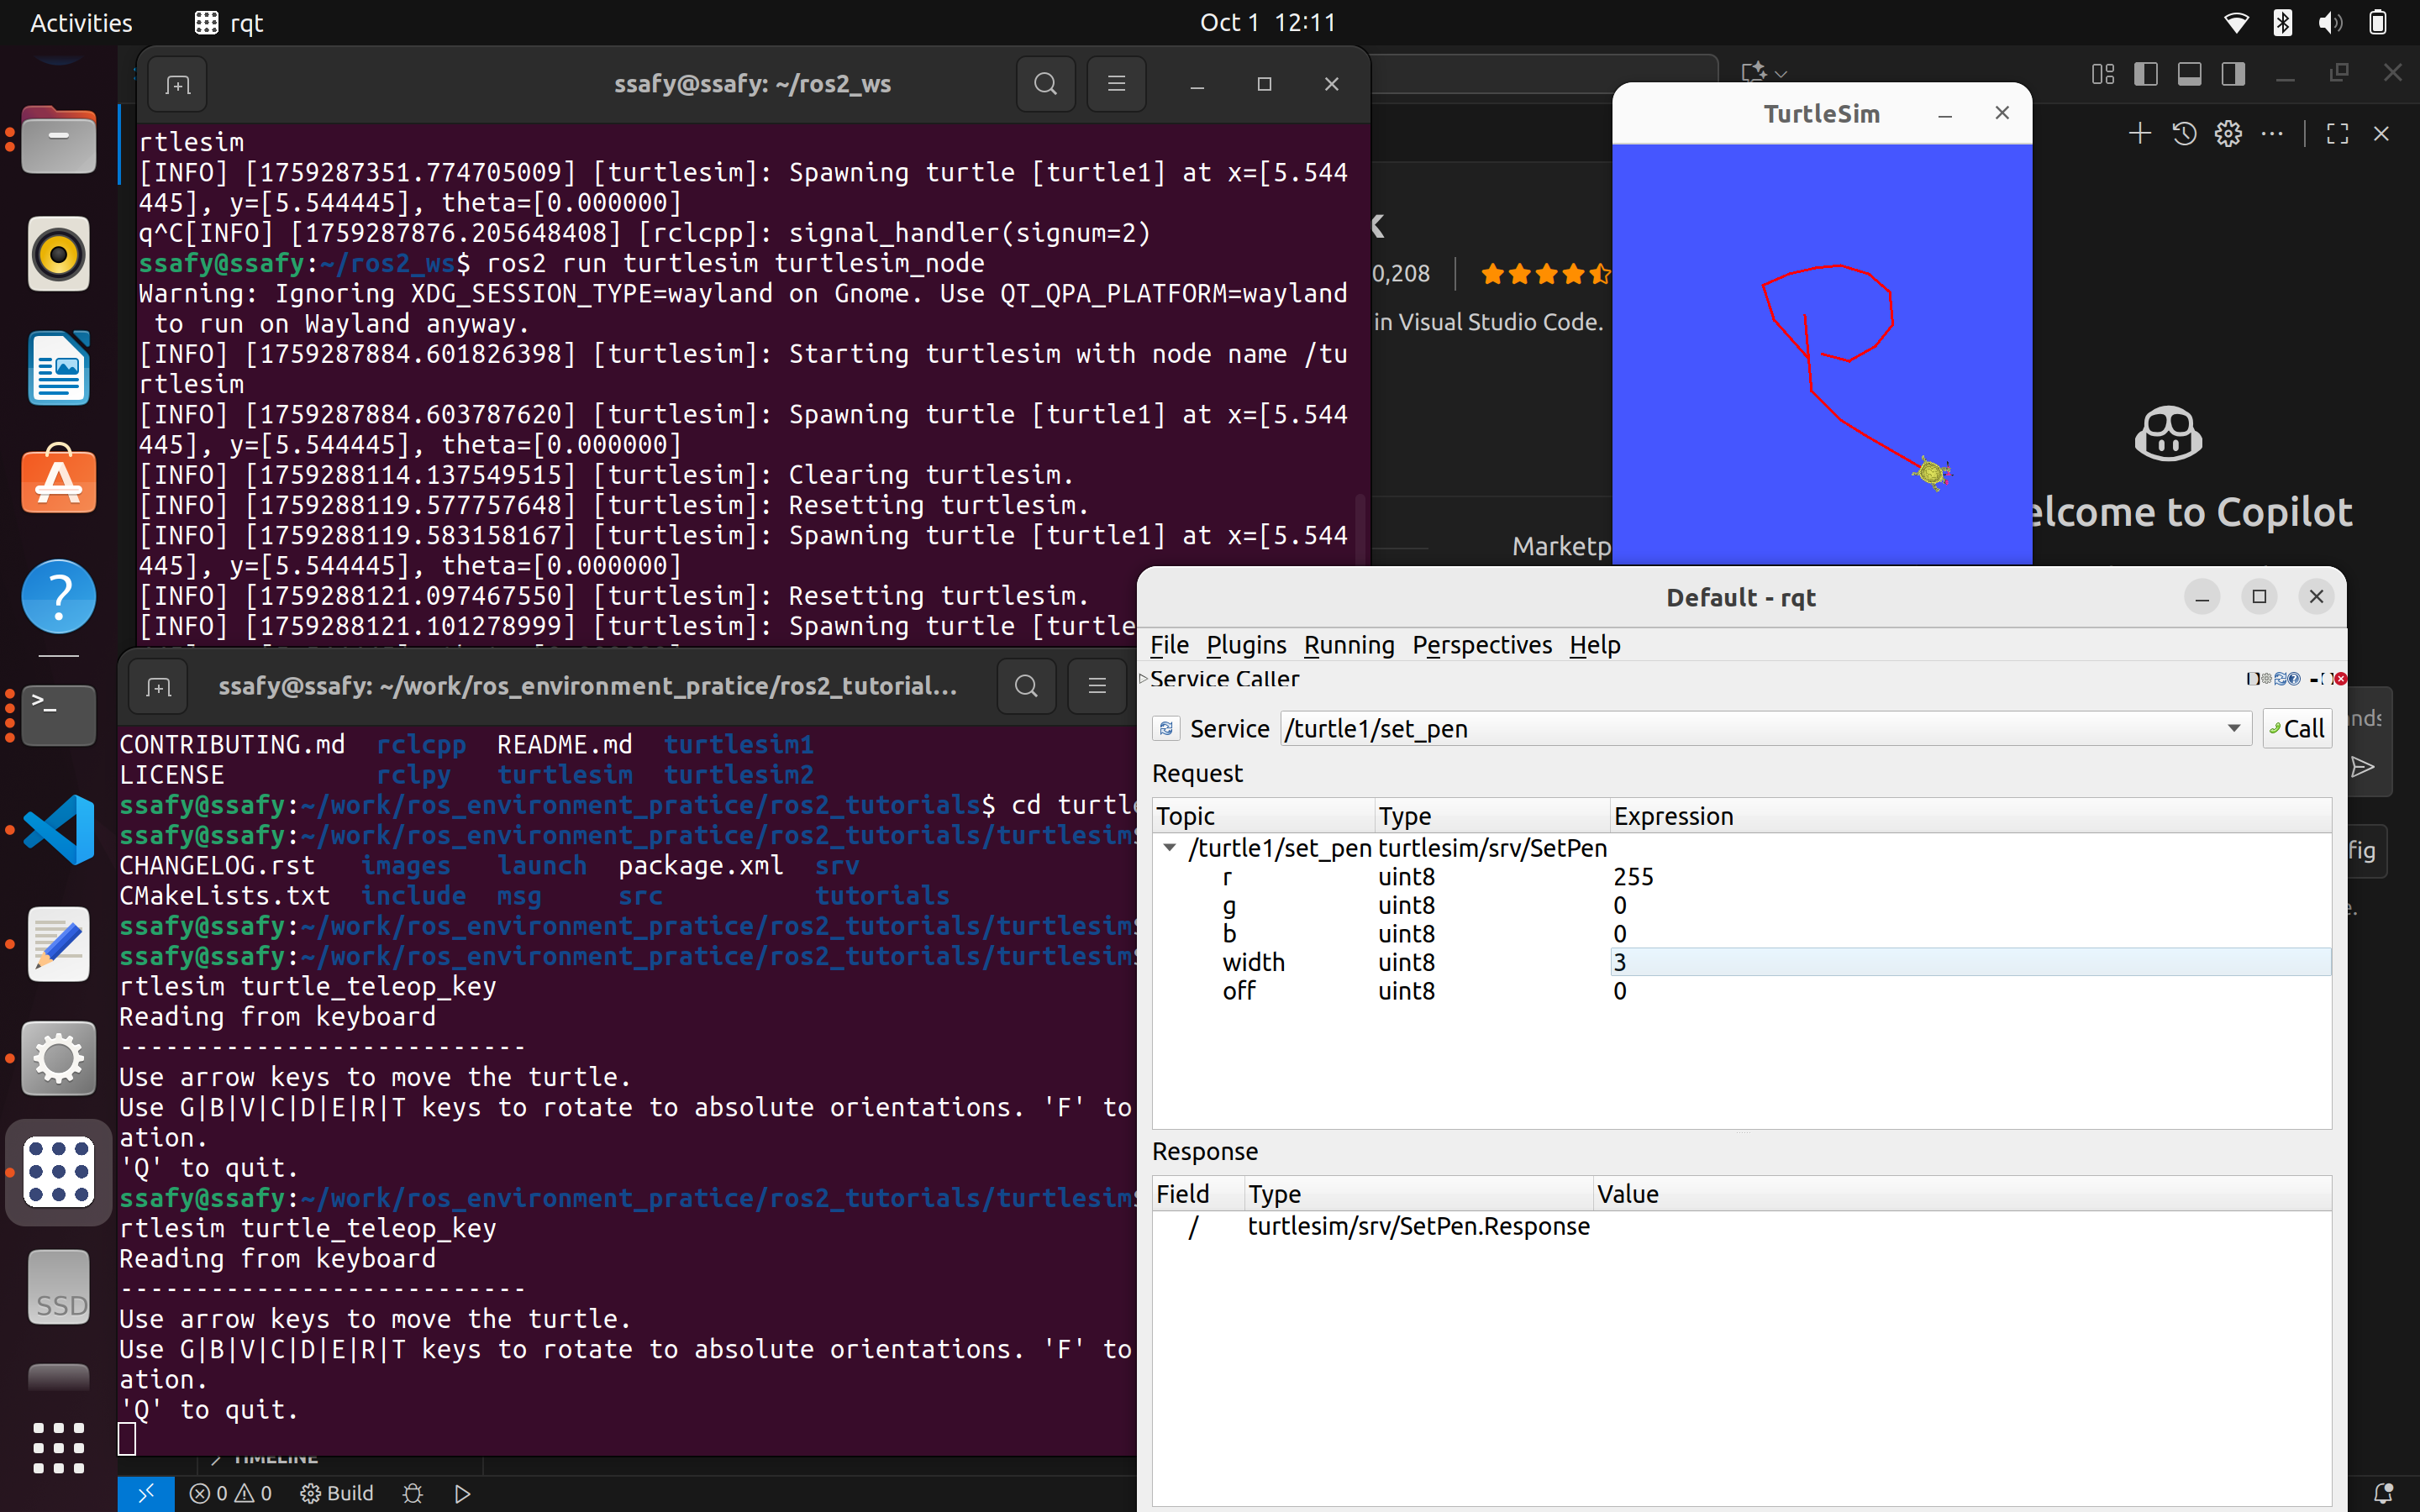 Activities
rqt
Oct 1 12:11
ssafy@ssafy: ~/ros2_ws
rtlesim
[INFO] [1759287351.774705009] [turtlesim]: Spawning turtle [turtle1] at x=[5.544
445], y=[5.544445], theta=[0.000000]
q^C[INFO] [1759287876.205648408] [rclcpp]: signal_handler(signum=2)
ssafy@ssafy:~/ros2_ws$ ros2 run turtlesim turtlesim_node
Warning: Ignoring XDG_SESSION_TYPE=wayland on Gnome. Use QT_QPA_PLATFORM=wayland
 to run on Wayland anyway.
[INFO] [1759287884.601826398] [turtlesim]: Starting turtlesim with node name /tu
rtlesim
[INFO] [1759287884.603787620] [turtlesim]: Spawning turtle [turtle1] at x=[5.544
445], y=[5.544445], theta=[0.000000]
[INFO] [1759288114.137549515] [turtlesim]: Clearing turtlesim.
[INFO] [1759288119.577757648] [turtlesim]: Resetting turtlesim.
[INFO] [1759288119.583158167] [turtlesim]: Spawning turtle [turtle1] at x=[5.544
445], y=[5.544445], theta=[0.000000]
[INFO] [1759288121.097467550] [turtlesim]: Resetting turtlesim.
[INFO] [1759288121.101278999] [turtlesim]: Spawning turtle [turtle
ssafy@ssafy: ~/work/ros_environment_pratice/ros2_tutorial...
CONTRIBUTING.md rclcpp README.md turtlesim1
LICENSE rclpy turtlesim turtlesim2
ssafy@ssafy:~/work/ros_environment_pratice/ros2_tutorials$ cd turtle
ssafy@ssafy:~/work/ros_environment_pratice/ros2_tutorials/turtlesim$
CHANGELOG.rst images launch package.xml srv
CMakeLists.txt include msg src tutorials
ssafy@ssafy:~/work/ros_environment_pratice/ros2_tutorials/turtlesim$
ssafy@ssafy:~/work/ros_environment_pratice/ros2_tutorials/turtlesim$
rtlesim turtle_teleop_key
Reading from keyboard
---------------------------
Use arrow keys to move the turtle.
Use G|B|V|C|D|E|R|T keys to rotate to absolute orientations. 'F' to
ation.
'Q' to quit.
ssafy@ssafy:~/work/ros_environment_pratice/ros2_tutorials/turtlesim$
rtlesim turtle_teleop_key
Reading from keyboard
---------------------------
Use arrow keys to move the turtle.
Use G|B|V|C|D|E|R|T keys to rotate to absolute orientations. 'F' to
ation.
'Q' to quit.
TIMELINE
0 0 Build
SSD
k
0,208
in Visual Studio Code.
Marketp
TurtleSim
elcome to Copilot
nds
fig
e.
Default - rqt
File Plugins Running Perspectives Help
Service Caller
Service /turtle1/set_pen Call
Request
Topic Type Expression
/turtle1/set_pen turtlesim/srv/SetPen
r uint8 255
g uint8 0
b uint8 0
width uint8 3
off uint8 0
Response
Field Type Value
/ turtlesim/srv/SetPen.Response